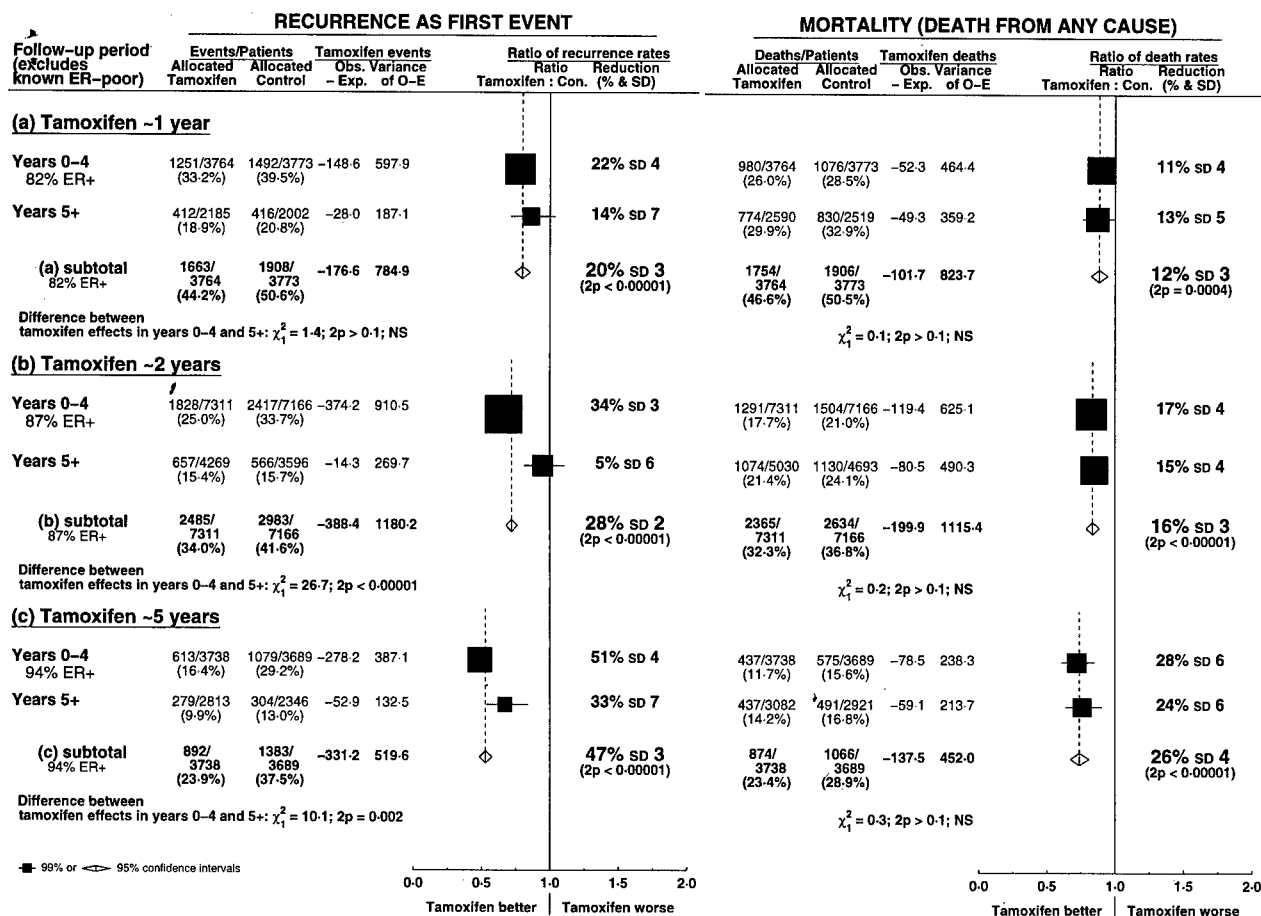 RECURRENCE AS FIRST EVENT
MORTALITY (DEATH FROM ANY CAUSE)
Follow–up period
(excludes
known ER–poor)
Events/Patients Tamoxifen events Ratio of recurrence rates
Allocated Allocated Obs. Variance Ratio Reduction
Tamoxifen Control – Exp. of O–E Tamoxifen : Con. (% & SD)
Deaths/Patients Tamoxifen deaths Ratio of death rates
Allocated Allocated Obs. Variance Ratio Reduction
Tamoxifen Control – Exp. of O–E Tamoxifen : Con. (% & SD)
(a) Tamoxifen ~1 year
Years 0–4 1251/3764 1492/3773 –148·6 597·9 22% SD 4 980/3764 1076/3773 –52·3 464·4 11% SD 4
82% ER+ (33·2%) (39·5%) (26·0%) (28·5%)
Years 5+ 412/2185 416/2002 –28·0 187·1 14% SD 7 774/2590 830/2519 –49·3 359·2 13% SD 5
(18·9%) (20·8%) (29·9%) (32·9%)
(a) subtotal 1663/ 1908/ –176·6 784·9 20% SD 3 1754/ 1906/ –101·7 823·7 12% SD 3
82% ER+ 3764 3773 (2p < 0·00001) 3764 3773 (2p = 0·0004)
(44·2%) (50·6%) (46·6%) (50·5%)
Difference between
tamoxifen effects in years 0–4 and 5+: χ²₁ = 1·4; 2p > 0·1; NS χ²₁ = 0·1; 2p > 0·1; NS
(b) Tamoxifen ~2 years
Years 0–4 1828/7311 2417/7166 –374·2 910·5 34% SD 3 1291/7311 1504/7166 –119·4 625·1 17% SD 4
87% ER+ (25·0%) (33·7%) (17·7%) (21·0%)
Years 5+ 657/4269 566/3596 –14·3 269·7 5% SD 6 1074/5030 1130/4693 –80·5 490·3 15% SD 4
(15·4%) (15·7%) (21·4%) (24·1%)
(b) subtotal 2485/ 2983/ –388·4 1180·2 28% SD 2 2365/ 2634/ –199·9 1115·4 16% SD 3
87% ER+ 7311 7166 (2p < 0·00001) 7311 7166 (2p < 0·00001)
(34·0%) (41·6%) (32·3%) (36·8%)
Difference between
tamoxifen effects in years 0–4 and 5+: χ²₁ = 26·7; 2p < 0·00001 χ²₁ = 0·2; 2p > 0·1; NS
(c) Tamoxifen ~5 years
Years 0–4 613/3738 1079/3689 –278·2 387·1 51% SD 4 437/3738 575/3689 –78·5 238·3 28% SD 6
94% ER+ (16·4%) (29·2%) (11·7%) (15·6%)
Years 5+ 279/2813 304/2346 –52·9 132·5 33% SD 7 437/3082 491/2921 –59·1 213·7 24% SD 6
(9·9%) (13·0%) (14·2%) (16·8%)
(c) subtotal 892/ 1383/ –331·2 519·6 47% SD 3 874/ 1066/ –137·5 452·0 26% SD 4
94% ER+ 3738 3689 (2p < 0·00001) 3738 3689 (2p < 0·00001)
(23·9%) (37·5%) (23·4%) (28·9%)
Difference between
tamoxifen effects in years 0–4 and 5+: χ²₁ = 10·1; 2p = 0·002 χ²₁ = 0·3; 2p > 0·1; NS
99% or 95% confidence intervals
0·0 0·5 1·0 1·5 2·0 0·0 0·5 1·0 1·5 2·0
Tamoxifen better Tamoxifen worse Tamoxifen better Tamoxifen worse